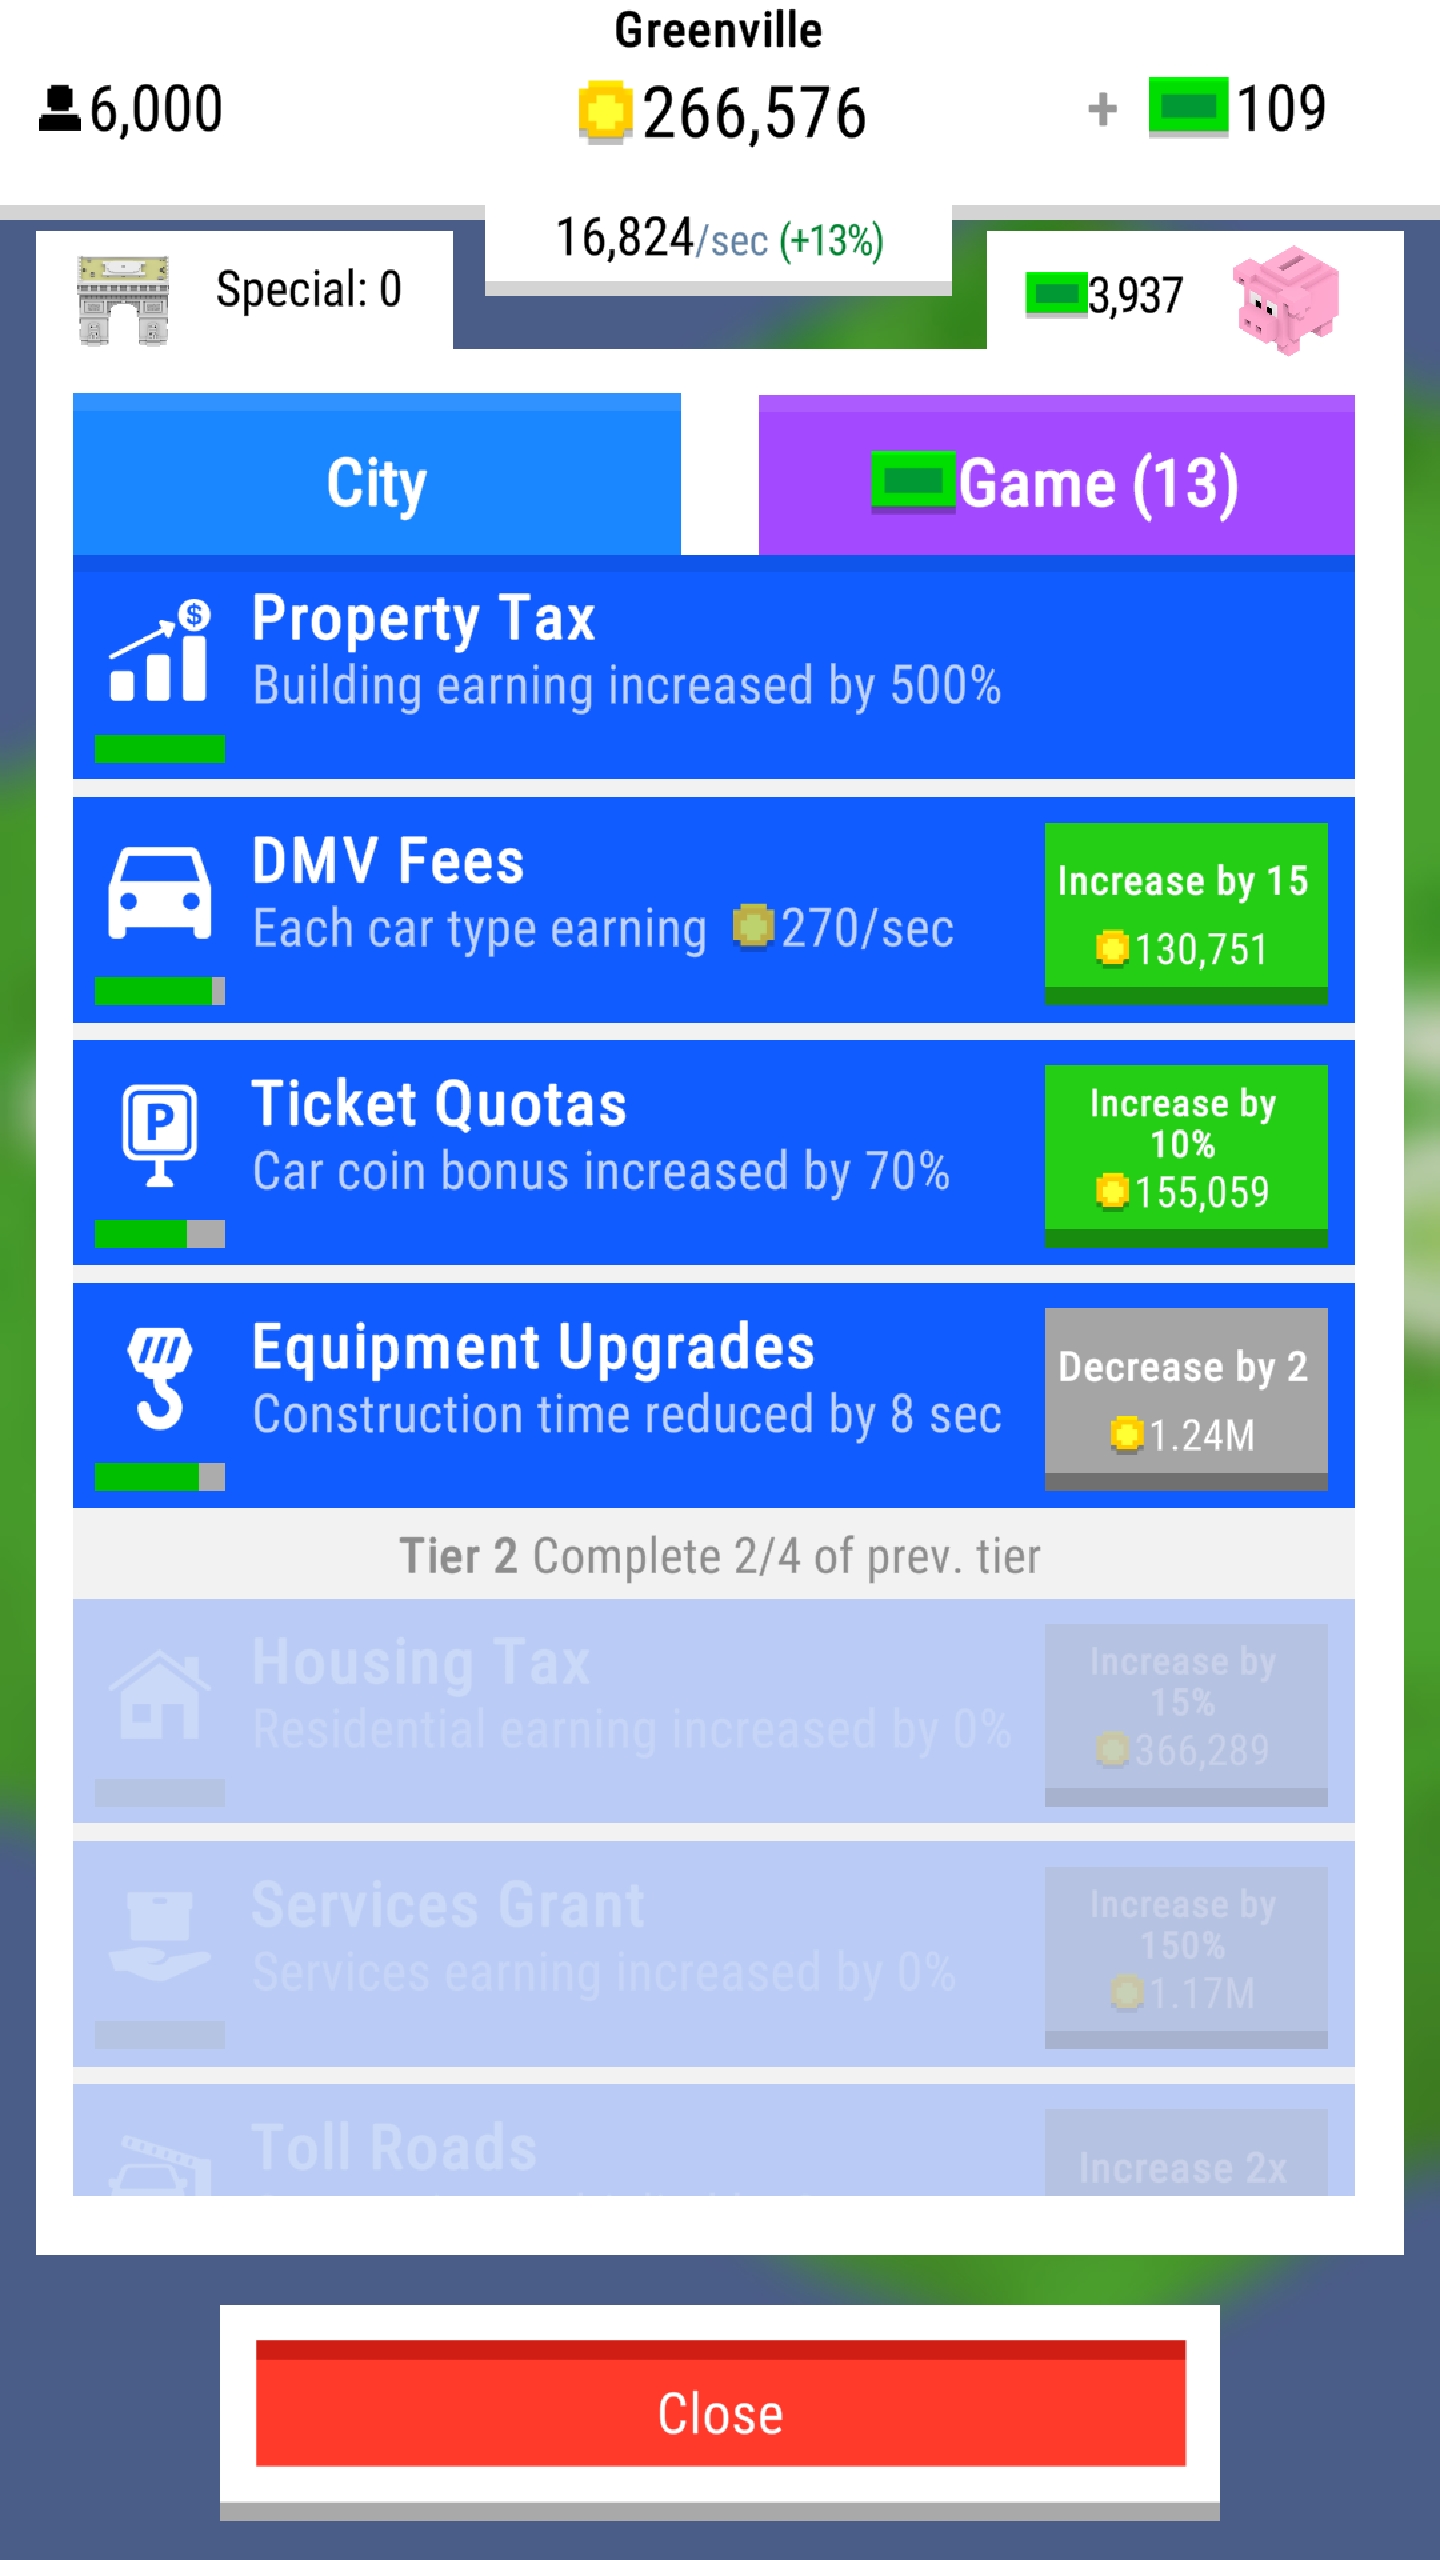 Greenville
6,000
266,576
+ 109
16,824/sec (+13%)
Special: 0
3,937
City
Game (13)
Property Tax
Building earning increased by 500%
DMV Fees
Each car type earning 270/sec
Increase by 15
130,751
P
Ticket Quotas
Car coin bonus increased by 70%
Increase by
10%
155,059
Equipment Upgrades
Construction time reduced by 8 sec
Decrease by 2
1.24M
Tier 2 Complete 2/4 of prev. tier
Housing Tax
Residential earning increased by 0%
Increase by
15%
366,289
Services Grant
Services earning increased by 0%
Increase by
150%
1.17M
Toll Roads
Increase 2x
Close